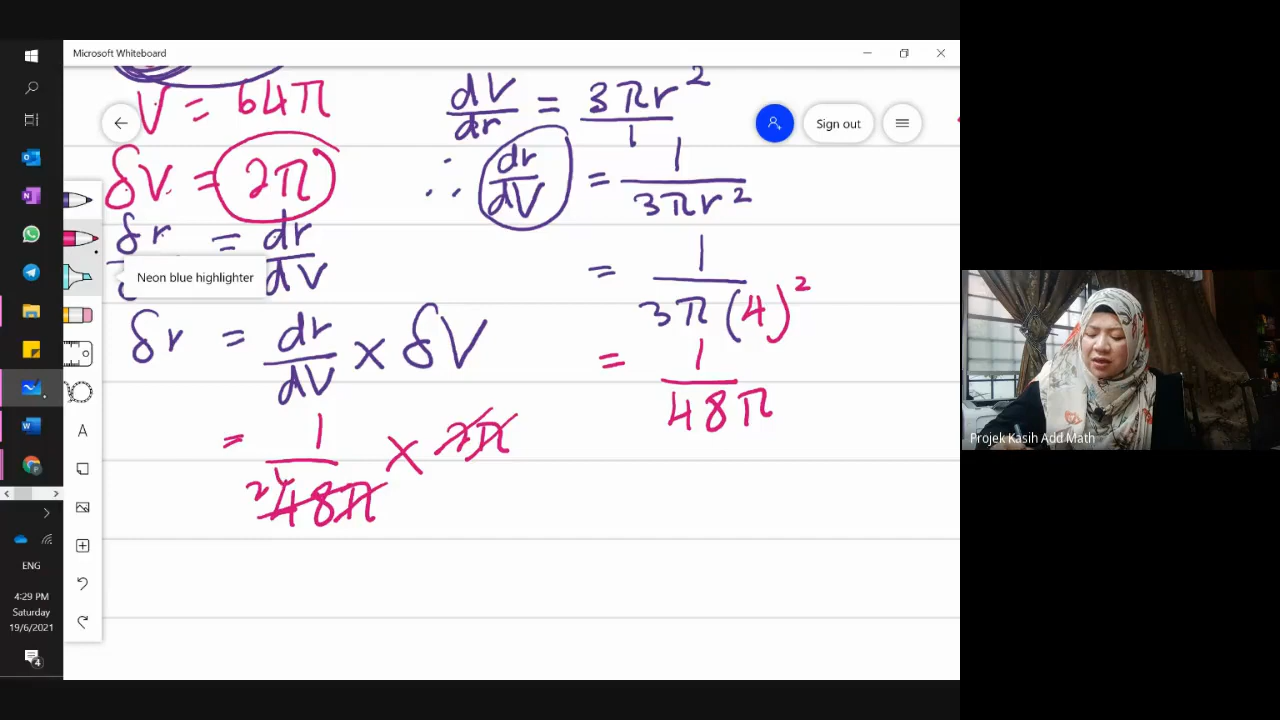 Microsoft Whiteboard
V = 64π
dV/dr = 3πr²/1
Sign out
δV = 2π
∴ dr/dV = 1/3πr²
δr = dr/dV
Neon blue highlighter
= 1/3π(4)²
δr = dr/dV × δV
= 1/48π
= 1/48π × 2π
24
Projek Kasih Add Math
ENG
4:29 PM
Saturday
19/6/2021
4